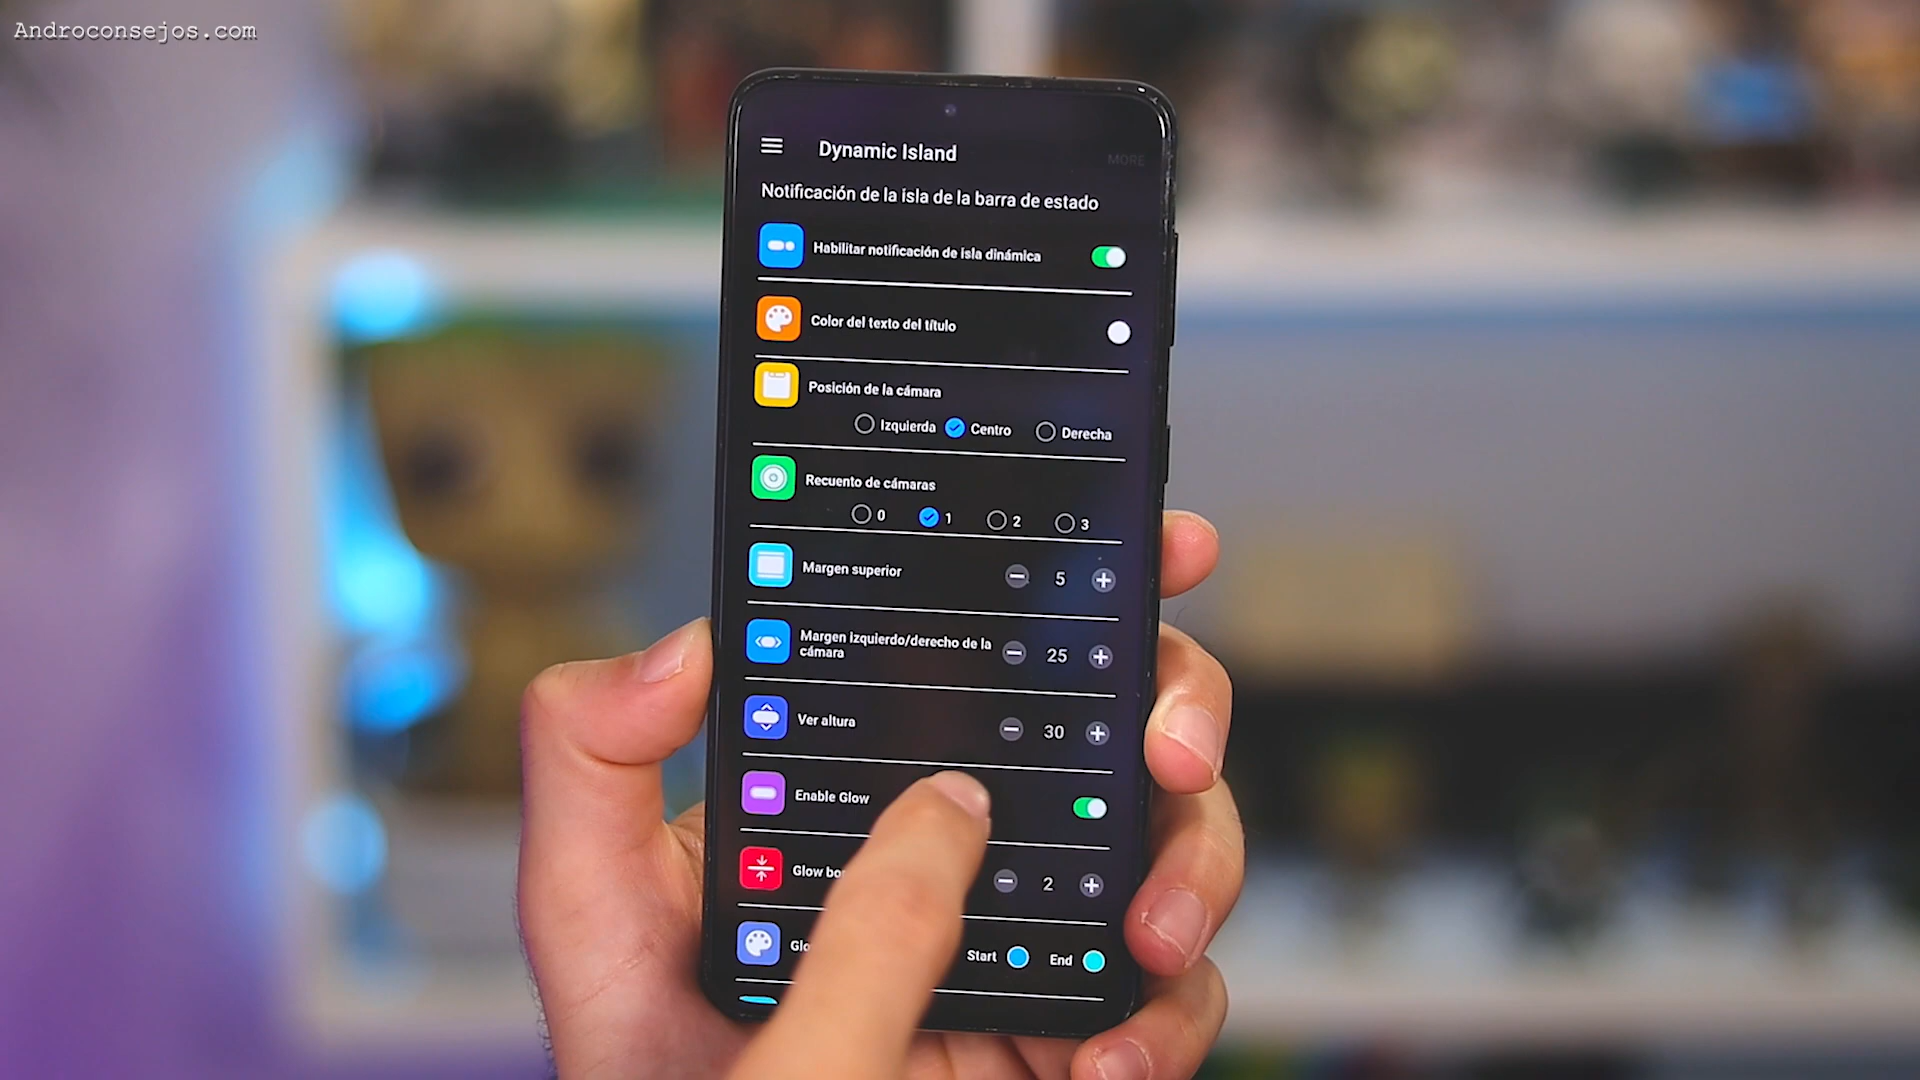 Androconsejos.com
Dynamic Island
MORE
Notificación de la isla de la barra de estado
Habilitar notificación de isla dinámica
Color del texto del título
Posición de la cámara
Izquierda Centro Derecha
Recuento de cámaras
0 1 2 3
Margen superior 5
Margen izquierdo/derecho de la
cámara
25
Ver altura 30
Enable Glow
Glow 2
Start End